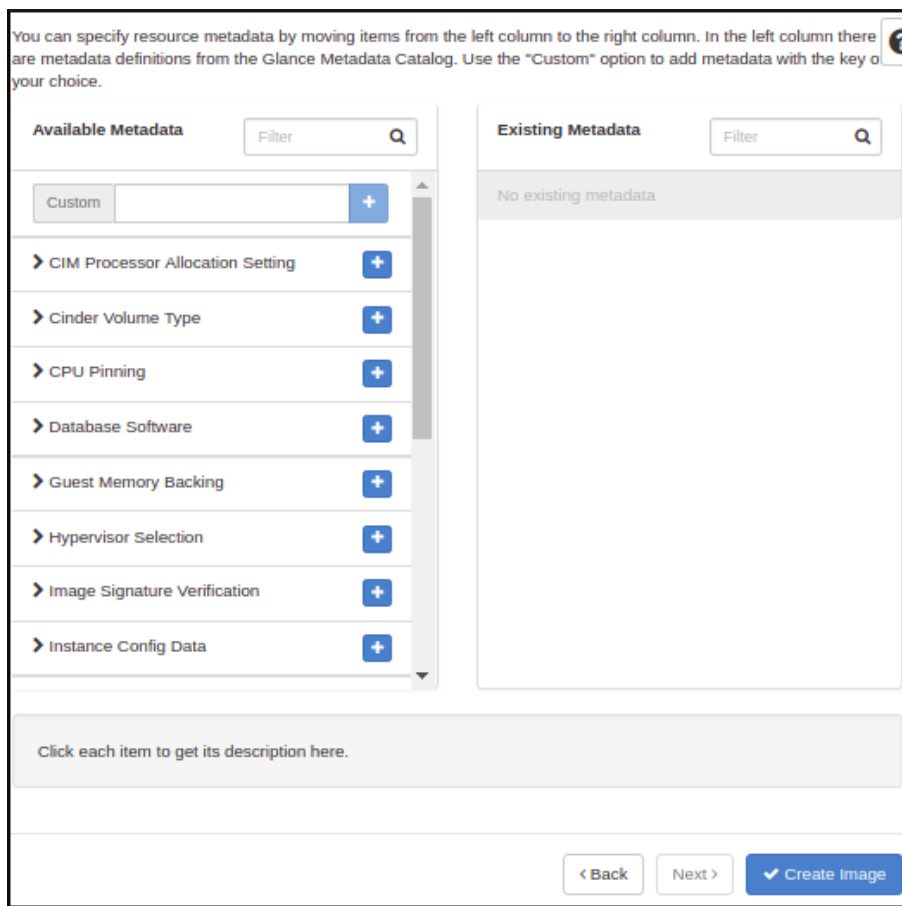 You can specify resource metadata by moving items from the left column to the right column. In the left column there
are metadata definitions from the Glance Metadata Catalog. Use the "Custom" option to add metadata with the key o
your choice.
Available Metadata
Filter
Existing Metadata
Filter
Custom
No existing metadata
CIM Processor Allocation Setting
Cinder Volume Type
CPU Pinning
Database Software
Guest Memory Backing
Hypervisor Selection
Image Signature Verification
Instance Config Data
Click each item to get its description here.
< Back
Next >
Create Image